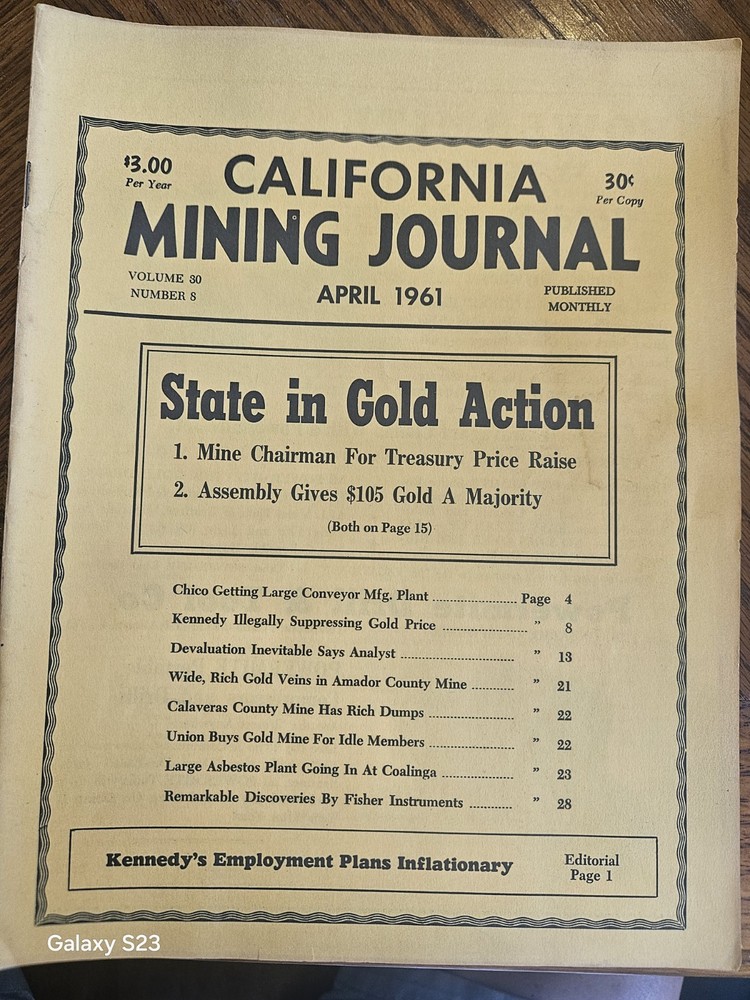 $3.00
Per Year
CALIFORNIA
30¢
Per Copy
MINING JOURNAL
VOLUME 30
NUMBER 8
APRIL 1961
PUBLISHED
MONTHLY
State in Gold Action
1. Mine Chairman For Treasury Price Raise
2. Assembly Gives $105 Gold A Majority
(Both on Page 15)
Chico Getting Large Conveyor Mfg. Plant ........................ Page 4
Kennedy Illegally Suppressing Gold Price ........................ " 8
Devaluation Inevitable Says Analyst ................................ " 13
Wide, Rich Gold Veins in Amador County Mine ............ " 21
Calaveras County Mine Has Rich Dumps ........................ " 22
Union Buys Gold Mine For Idle Members ........................ " 22
Large Asbestos Plant Going In At Coalinga .................... " 23
Remarkable Discoveries By Fisher Instruments ............ " 28
Kennedy's Employment Plans Inflationary
Editorial
Page 1
Galaxy S23